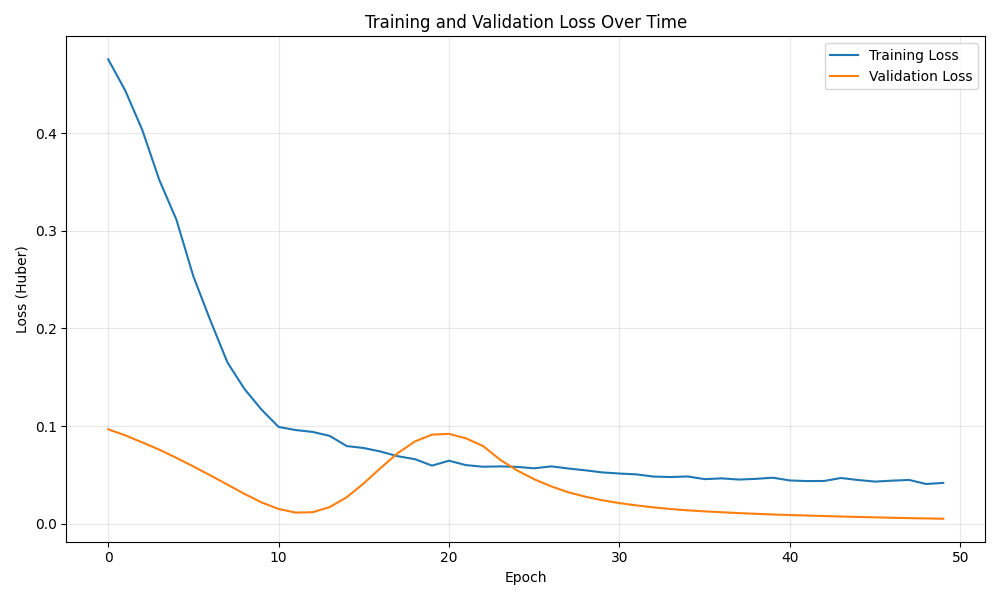 Training and Validation Loss Over Time
Training Loss
Validation Loss
Loss (Huber)
0.4
0.3
0.2
0.1
0.0
0 10 20 30 40 50
Epoch